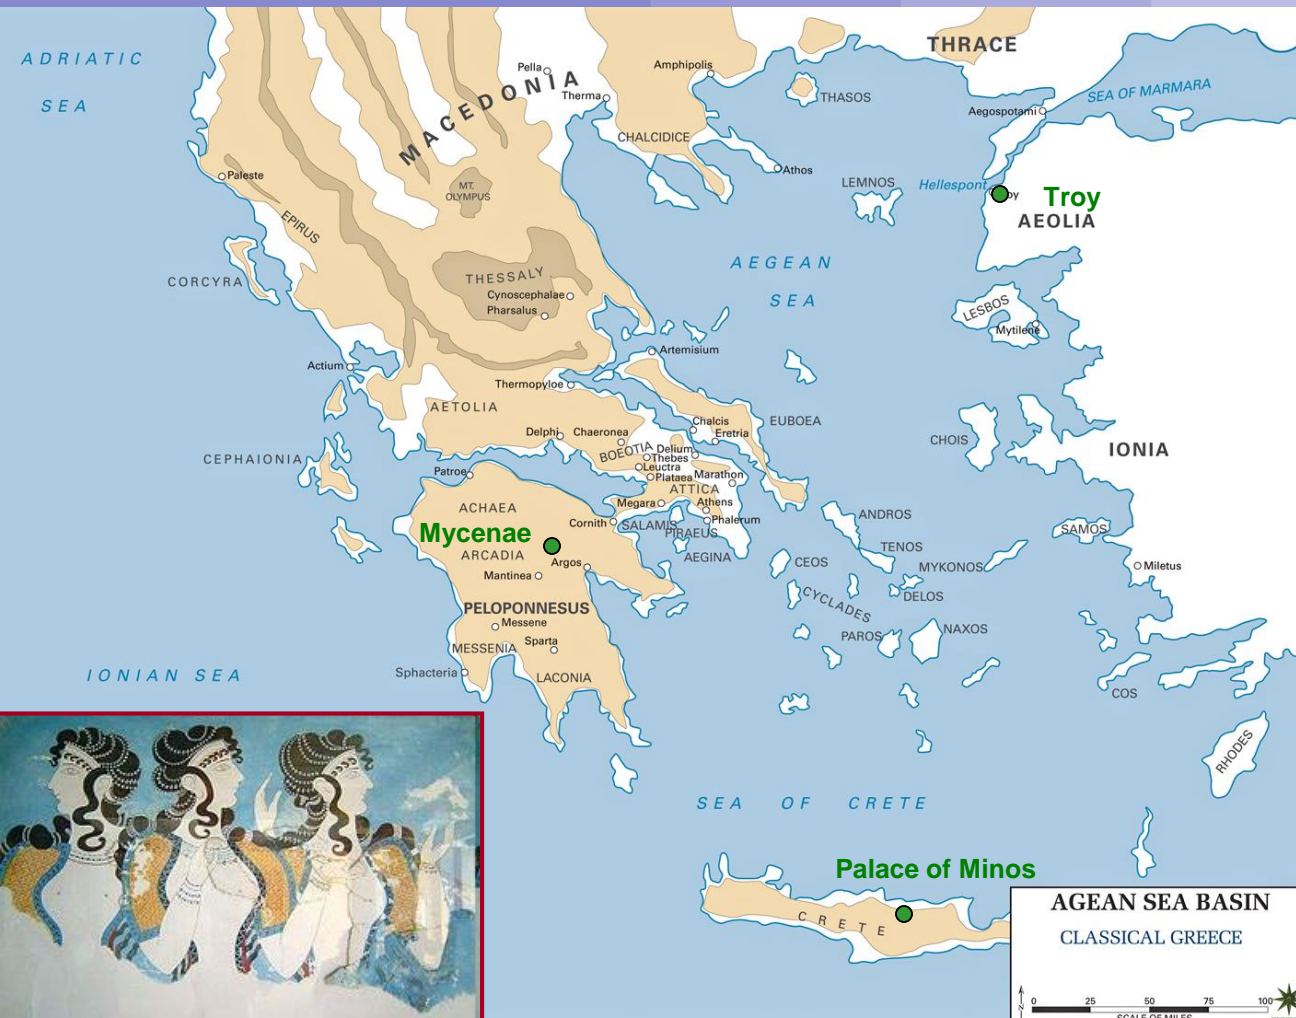 ADRIATIC
SEA
THRACE
MACEDONIA
Pella
Amphipolis
Therma
THASOS
SEA OF MARMARA
Aegospotami
CHALCIDICE
Athos
Paleste
MT.
OLYMPUS
LEMNOS
Hellespont
Troy
AEOLIA
EPIRUS
AEGEAN
SEA
CORCYRA
THESSALY
Cynoscephalae
Pharsalus
LESBOS
Mytilene
Artemisium
Actium
Thermopyloe
AETOLIA
EUBOEA
Chalcis
Eretria
Delphi
Chaeronea
BOEOTIA
Delium
Thebes
Leuctra
Plataea
Marathon
ATTICA
CHOIS
IONIA
CEPHAIONIA
Patroe
Megara
Athens
ACHAEA
Cornith
SALAMIS
Phalerum
PIRAEUS
Mycenae
ARCADIA
Argos
AEGINA
ANDROS
TENOS
SAMOS
Mantinea
CEOS
MYKONOS
Miletus
CYCLADES
DELOS
PELOPONNESUS
Messene
PAROS
NAXOS
MESSENIA
Sparta
Sphacteria
LACONIA
IONIAN SEA
COS
RHODES
SEA OF CRETE
Palace of Minos
CRETE
AGEAN SEA BASIN
CLASSICAL GREECE
N
0 25 50 75 100
SCALE OF MILES